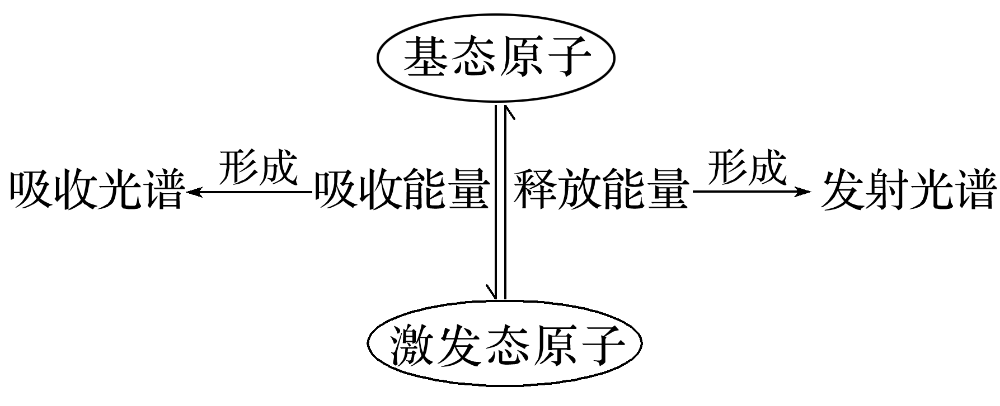 基态原子
形成
形成
吸收光谱
吸收能量
释放能量
发射光谱
激发态原子